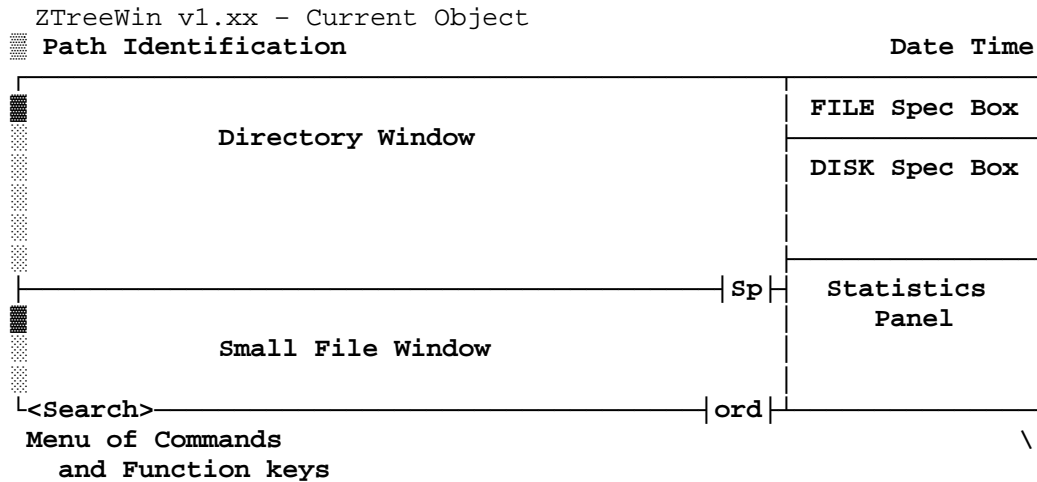 ZTreeWin v1.xx - Current Object
Path Identification Date Time
FILE Spec Box
Directory Window
DISK Spec Box
Sp Statistics
Panel
Small File Window
<Search> ord
Menu of Commands \
and Function keys